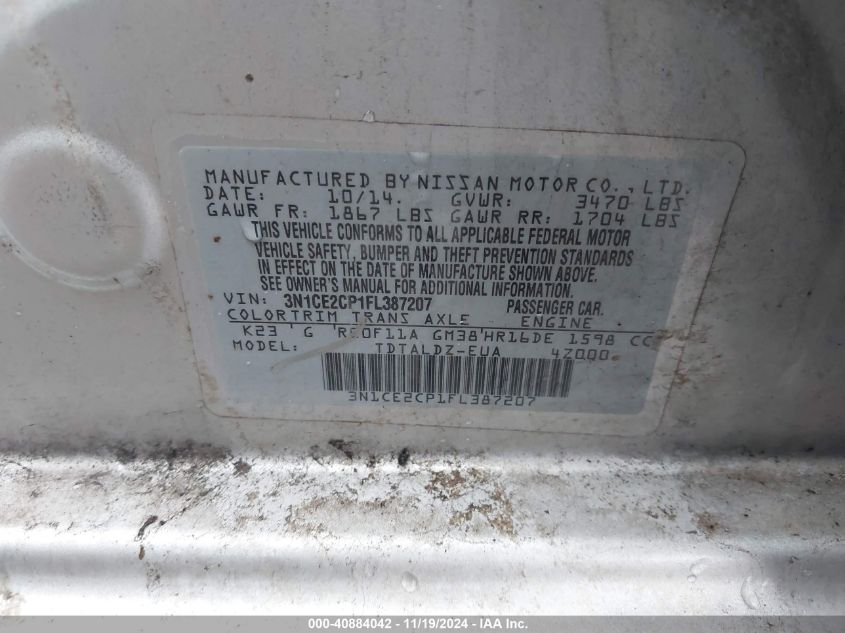 MANUFACTURED BY NISSAN MOTOR CO., LTD.
DATE: 10/14. GVWR: 3470 LBS
GAWR FR: 1867 LBS GAWR RR: 1704 LBS
THIS VEHICLE CONFORMS TO ALL APPLICABLE FEDERAL MOTOR
VEHICLE SAFETY, BUMPER AND THEFT PREVENTION STANDARDS
IN EFFECT ON THE DATE OF MANUFACTURE SHOWN ABOVE.
SEE OWNER'S MANUAL FOR ADDITIONAL INFORMATION.
VIN: 3N1CE2CP1FL387207 PASSENGER CAR.
COLORTRIM TRANS AXLE ENGINE
K23 ' G 'RE0F11A GM38'HR16DE 1598 CC
MODEL: TDTALDZ-EUA 4Z000
3N1CE2CP1FL387207
000-40884042 - 11/19/2024 - IAAI.com